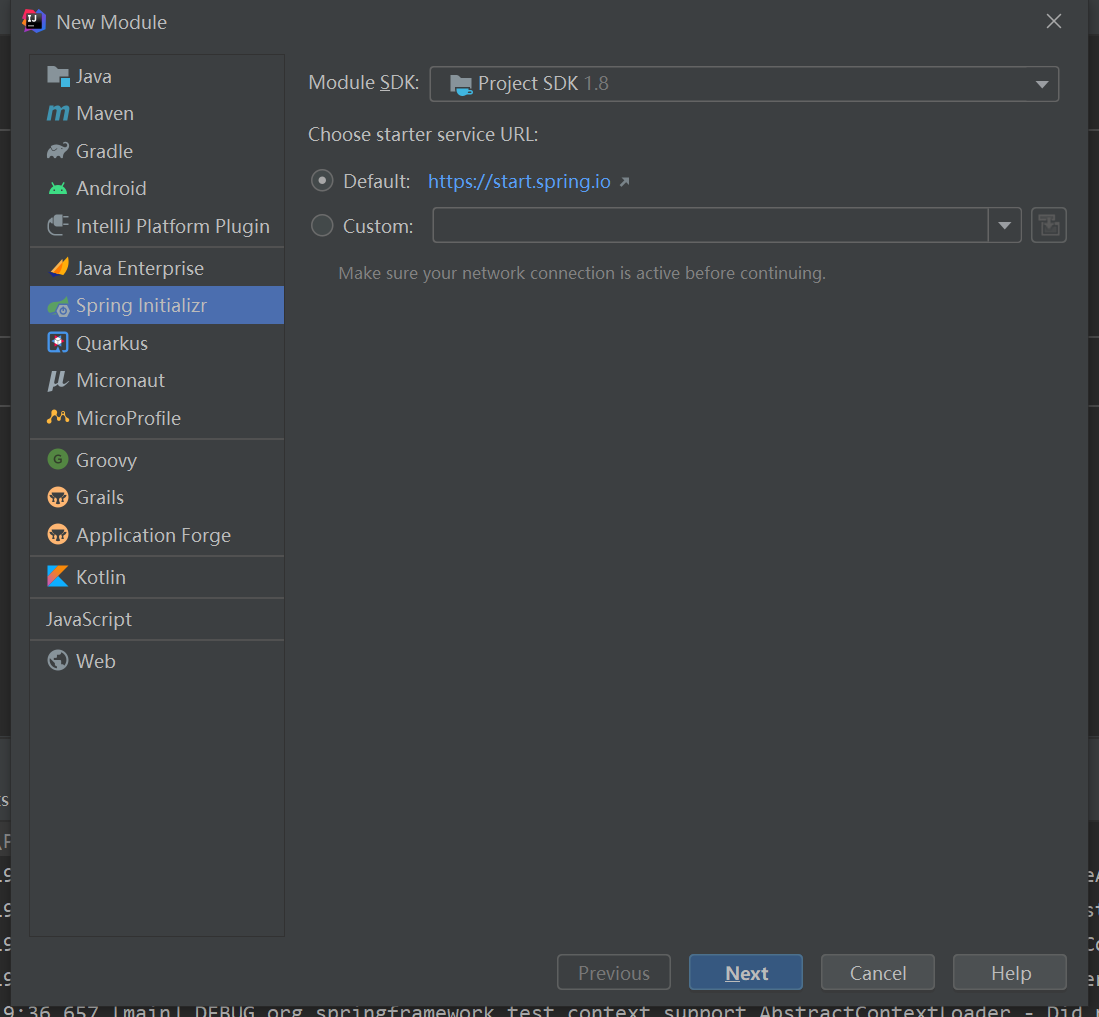 New Module
Java
Maven
Gradle
Android
IntelliJ Platform Plugin
Java Enterprise
Spring Initializr
Quarkus
Micronaut
MicroProfile
Groovy
Grails
Application Forge
Kotlin
JavaScript
Web
Module SDK: Project SDK 1.8
Choose starter service URL:
Default: https://start.spring.io
Custom:
Make sure your network connection is active before continuing.
Previous Next Cancel Help
9:36.657 [main] DEBUG org.springframework.test.context.support.AbstractContextLoader - Did